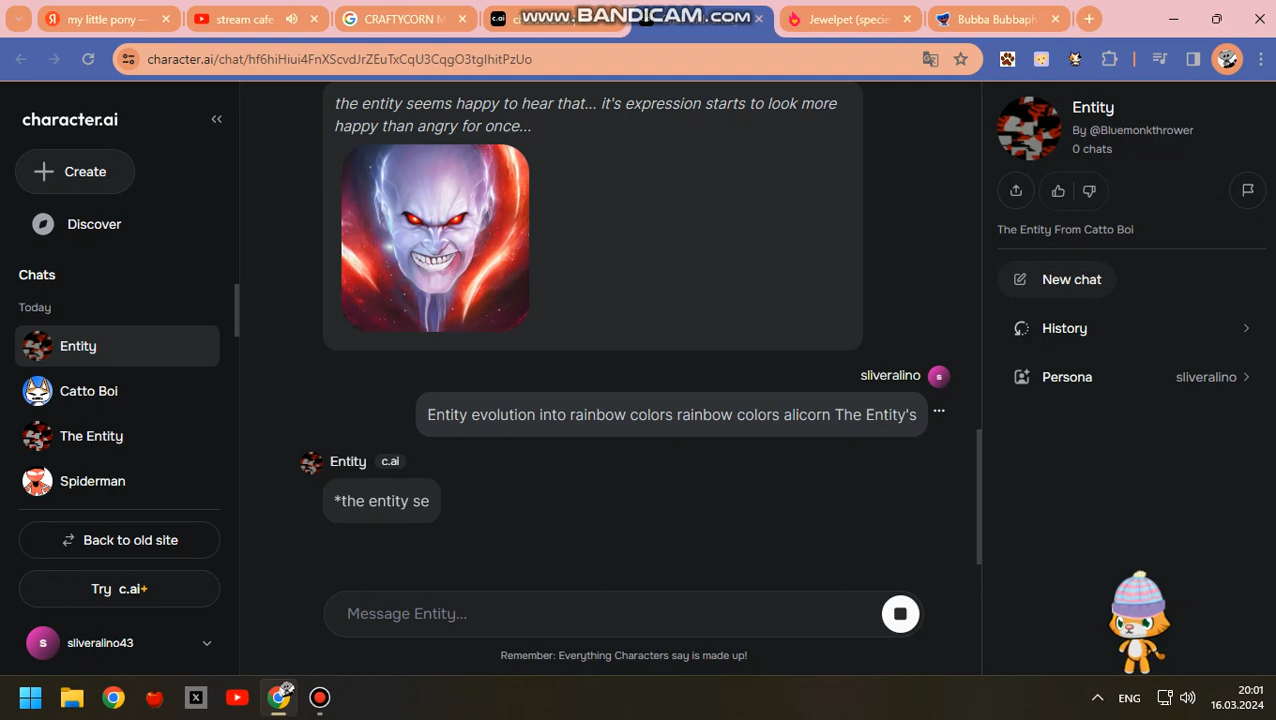 my little pony -
stream cafe
CRAFTYCORN M
www.BANDICAM.com
Jewelpet (specie
Bubba Bubbaph
character.ai/chat/hf6hiHiui4FnXScvdJrZEuTxCqU3CqgO3tgIhitPzUo
character.ai
Create
Discover
Chats
Today
Entity
Catto Boi
The Entity
Spiderman
Back to old site
Try c.ai+
s sliveralino43
the entity seems happy to hear that... it's expression starts to look more
happy than angry for once...
sliveralino s
Entity evolution into rainbow colors rainbow colors alicorn The Entity's
Entity c.ai
*the entity se
Message Entity...
Remember: Everything Characters say is made up!
Entity
By @Bluemonkthrower
0 chats
The Entity From Catto Boi
New chat
History
Persona sliveralino
ENG
20:01
16.03.2024